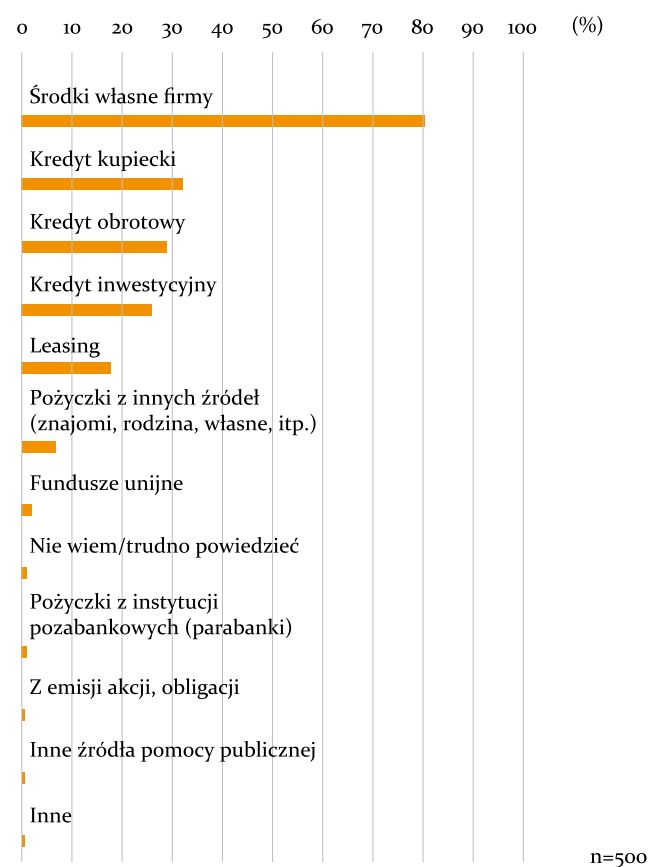 0 10 20 30 40 50 60 70 80 90 100 (%)
Środki własne firmy
Kredyt kupiecki
Kredyt obrotowy
Kredyt inwestycyjny
Leasing
Pożyczki z innych źródeł
(znajomi, rodzina, własne, itp.)
Fundusze unijne
Nie wiem/trudno powiedzieć
Pożyczki z instytucji
pozabankowych (parabanki)
Z emisji akcji, obligacji
Inne źródła pomocy publicznej
Inne
n=500